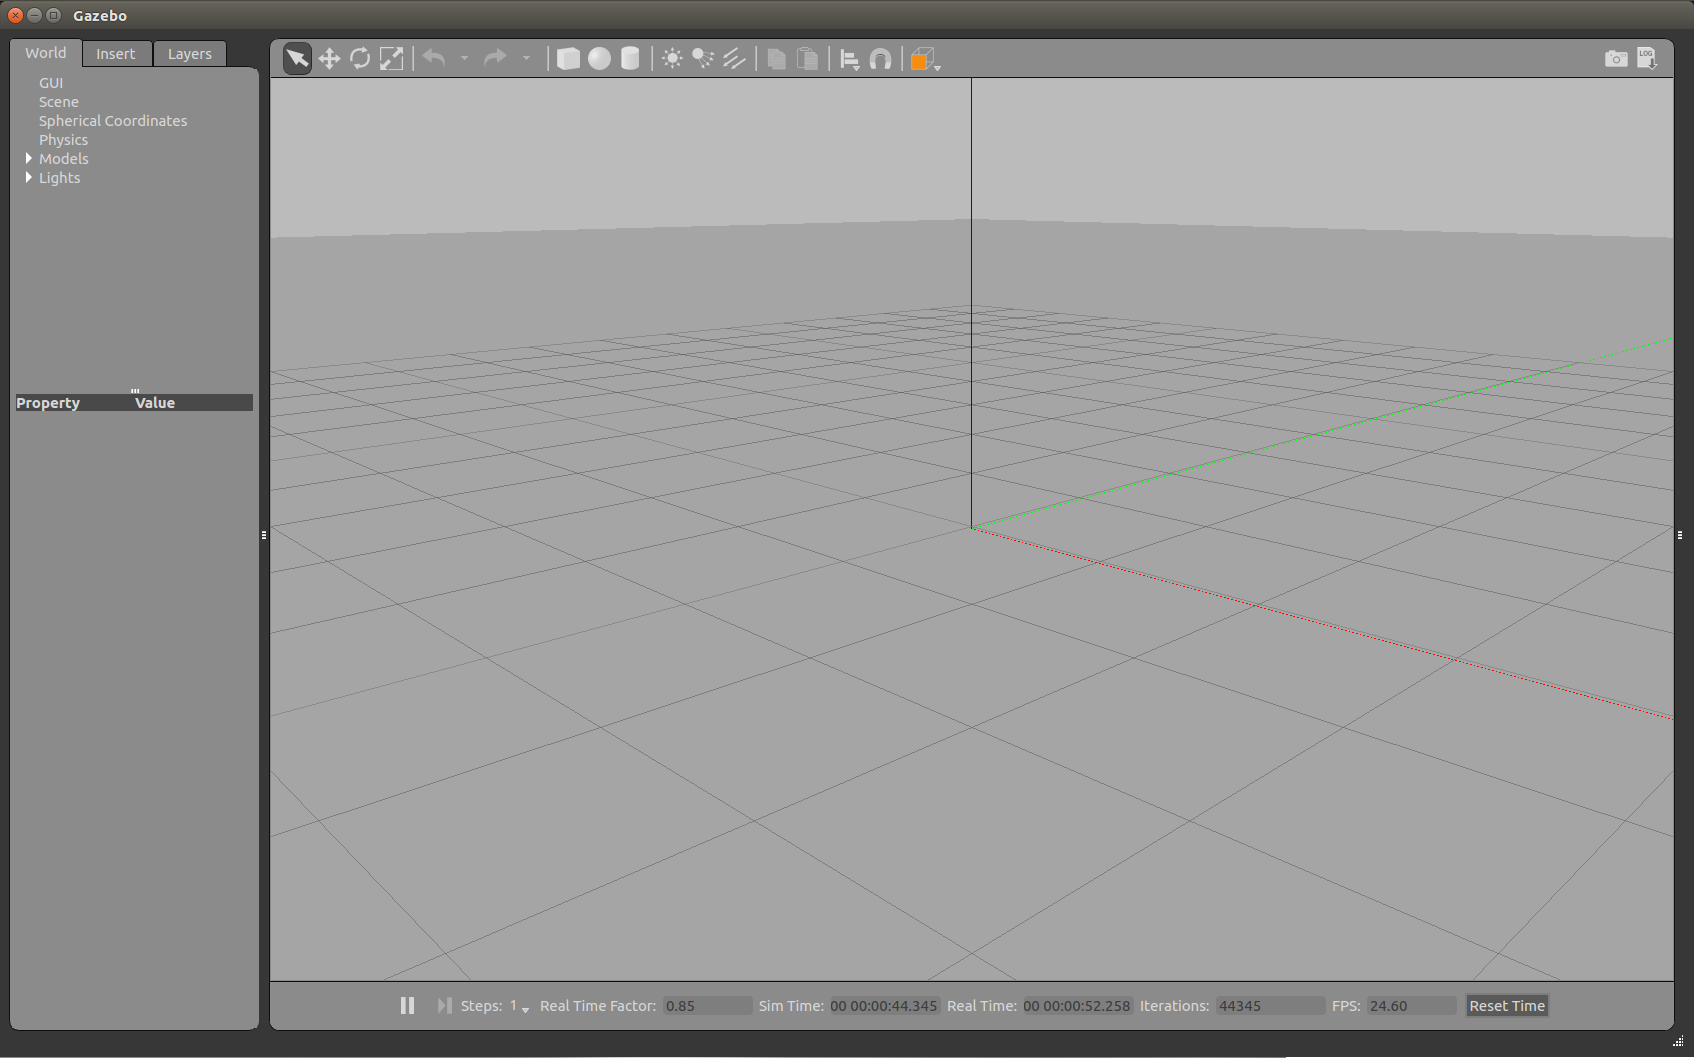 Gazebo
World Insert Layers
GUI
Scene
Spherical Coordinates
Physics
Models
Lights
Property Value
LOG
Steps: 1 Real Time Factor: 0.85 Sim Time: 00 00:00:44.345 Real Time: 00 00:00:52.258 Iterations: 44345 FPS: 24.60 Reset Time